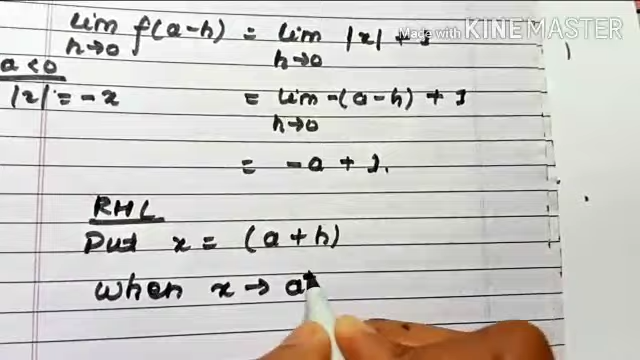 Made with KINEMASTER
lim f(a-h) = lim |x| + 1
h→0 h→0
a<0
|x| = -x = lim -(a-h) + 1
h→0
= -a + 1.
RHL
Put x = (a+h)
when x → a+